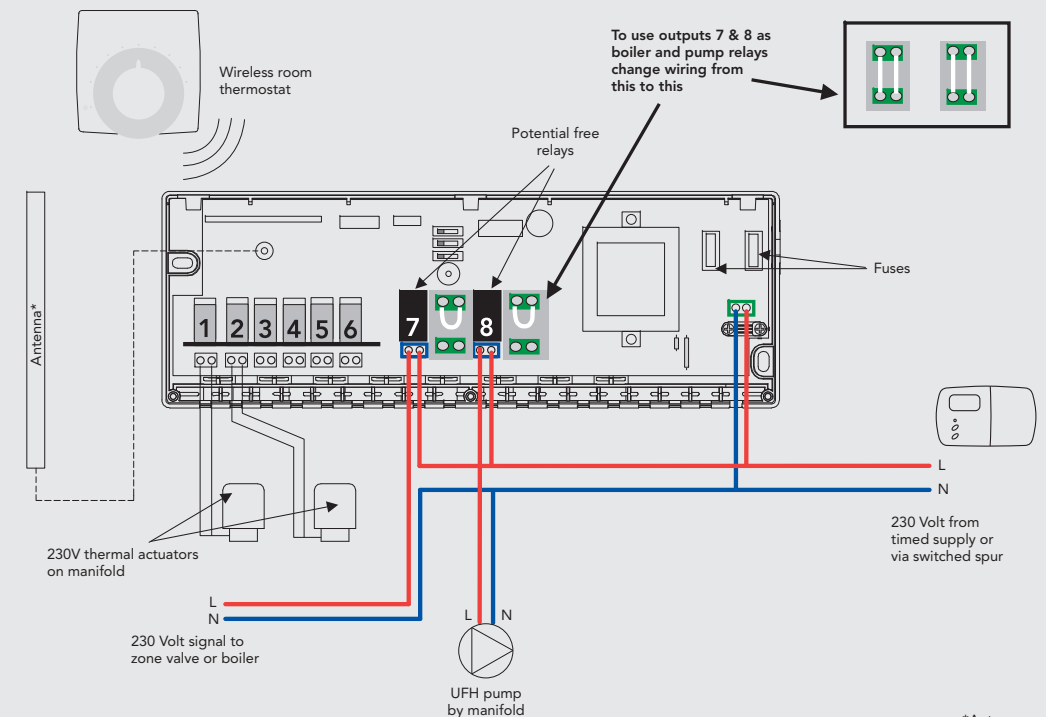 To use outputs 7 & 8 as
boiler and pump relays
change wiring from
this to this
Wireless room
thermostat
Potential free
relays
Antenna*
Fuses
1 2 3 4 5 6
7
8
L
N
230V thermal actuators
on manifold
230 Volt from
timed supply or
via switched spur
L
N
230 Volt signal to
zone valve or boiler
L N
UFH pump
by manifold